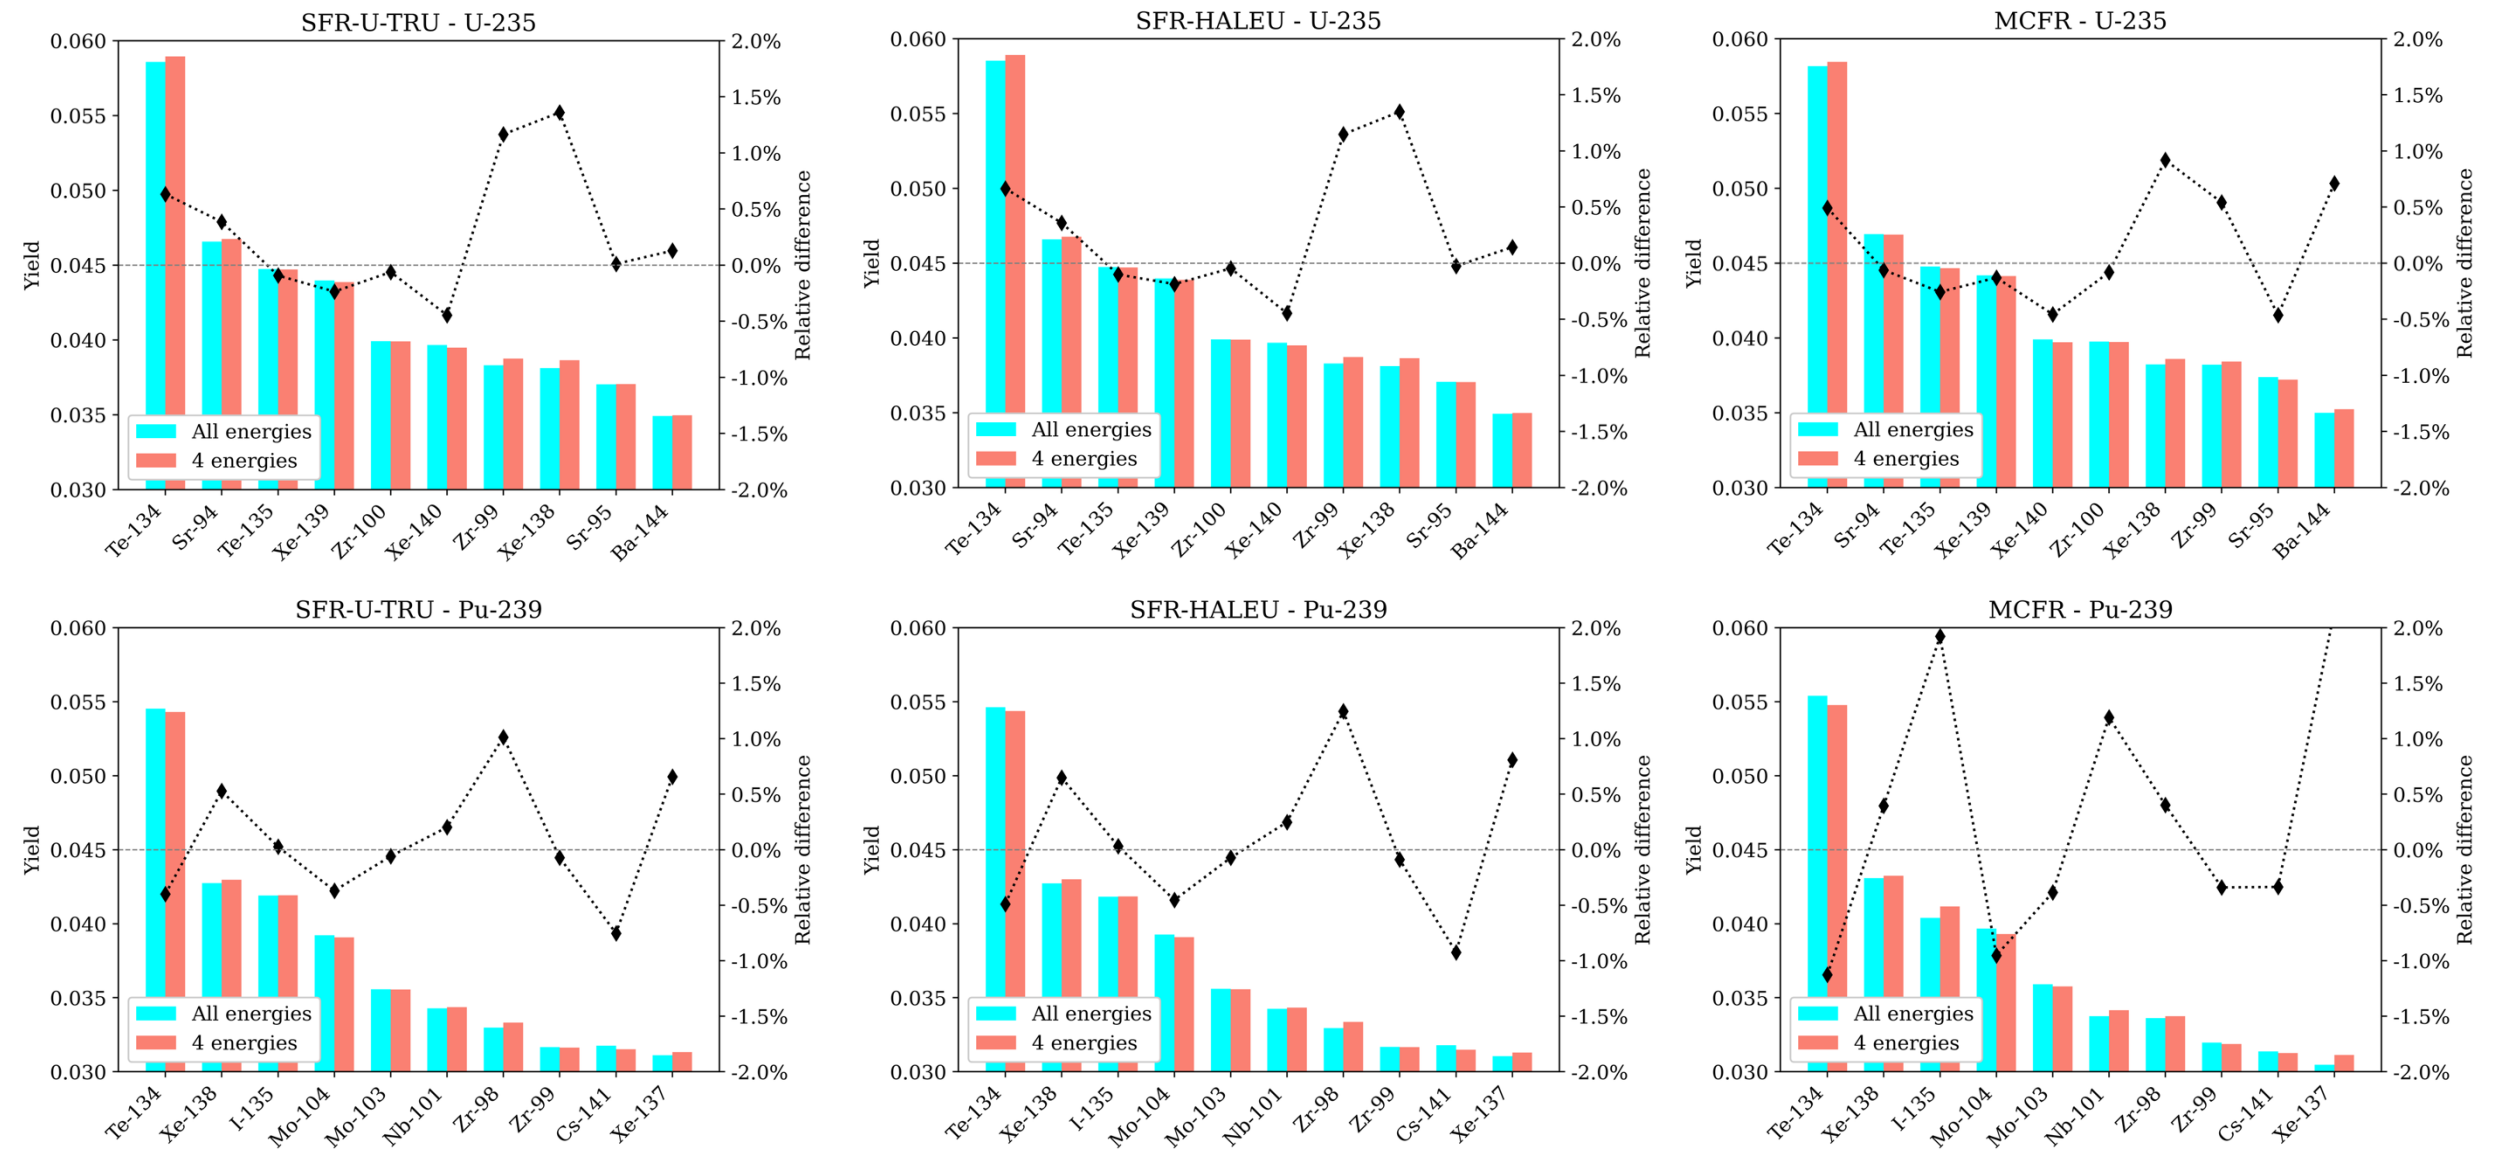 SFR-U-TRU - U-235
0.060
0.055
0.050
0.045
0.040
0.035
0.030
Yield
2.0%
1.5%
1.0%
0.5%
0.0%
-0.5%
-1.0%
-1.5%
-2.0%
Relative difference
All energies
4 energies
Te-134
Sr-94
Te-135
Xe-139
Zr-100
Xe-140
Zr-99
Xe-138
Sr-95
Ba-144
SFR-HALEU - U-235
0.060
0.055
0.050
0.045
0.040
0.035
0.030
Yield
2.0%
1.5%
1.0%
0.5%
0.0%
-0.5%
-1.0%
-1.5%
-2.0%
Relative difference
All energies
4 energies
Te-134
Sr-94
Te-135
Xe-139
Zr-100
Xe-140
Zr-99
Xe-138
Sr-95
Ba-144
MCFR - U-235
0.060
0.055
0.050
0.045
0.040
0.035
0.030
Yield
2.0%
1.5%
1.0%
0.5%
0.0%
-0.5%
-1.0%
-1.5%
-2.0%
Relative difference
All energies
4 energies
Te-134
Sr-94
Te-135
Xe-139
Xe-140
Zr-100
Xe-138
Zr-99
Sr-95
Ba-144
SFR-U-TRU - Pu-239
0.060
0.055
0.050
0.045
0.040
0.035
0.030
Yield
2.0%
1.5%
1.0%
0.5%
0.0%
-0.5%
-1.0%
-1.5%
-2.0%
Relative difference
All energies
4 energies
Te-134
Xe-138
I-135
Mo-104
Mo-103
Nb-101
Zr-98
Zr-99
Cs-141
Xe-137
SFR-HALEU - Pu-239
0.060
0.055
0.050
0.045
0.040
0.035
0.030
Yield
2.0%
1.5%
1.0%
0.5%
0.0%
-0.5%
-1.0%
-1.5%
-2.0%
Relative difference
All energies
4 energies
Te-134
Xe-138
I-135
Mo-104
Mo-103
Nb-101
Zr-98
Zr-99
Cs-141
Xe-137
MCFR - Pu-239
0.060
0.055
0.050
0.045
0.040
0.035
0.030
Yield
2.0%
1.5%
1.0%
0.5%
0.0%
-0.5%
-1.0%
-1.5%
-2.0%
Relative difference
All energies
4 energies
Te-134
Xe-138
I-135
Mo-104
Mo-103
Nb-101
Zr-98
Zr-99
Cs-141
Xe-137